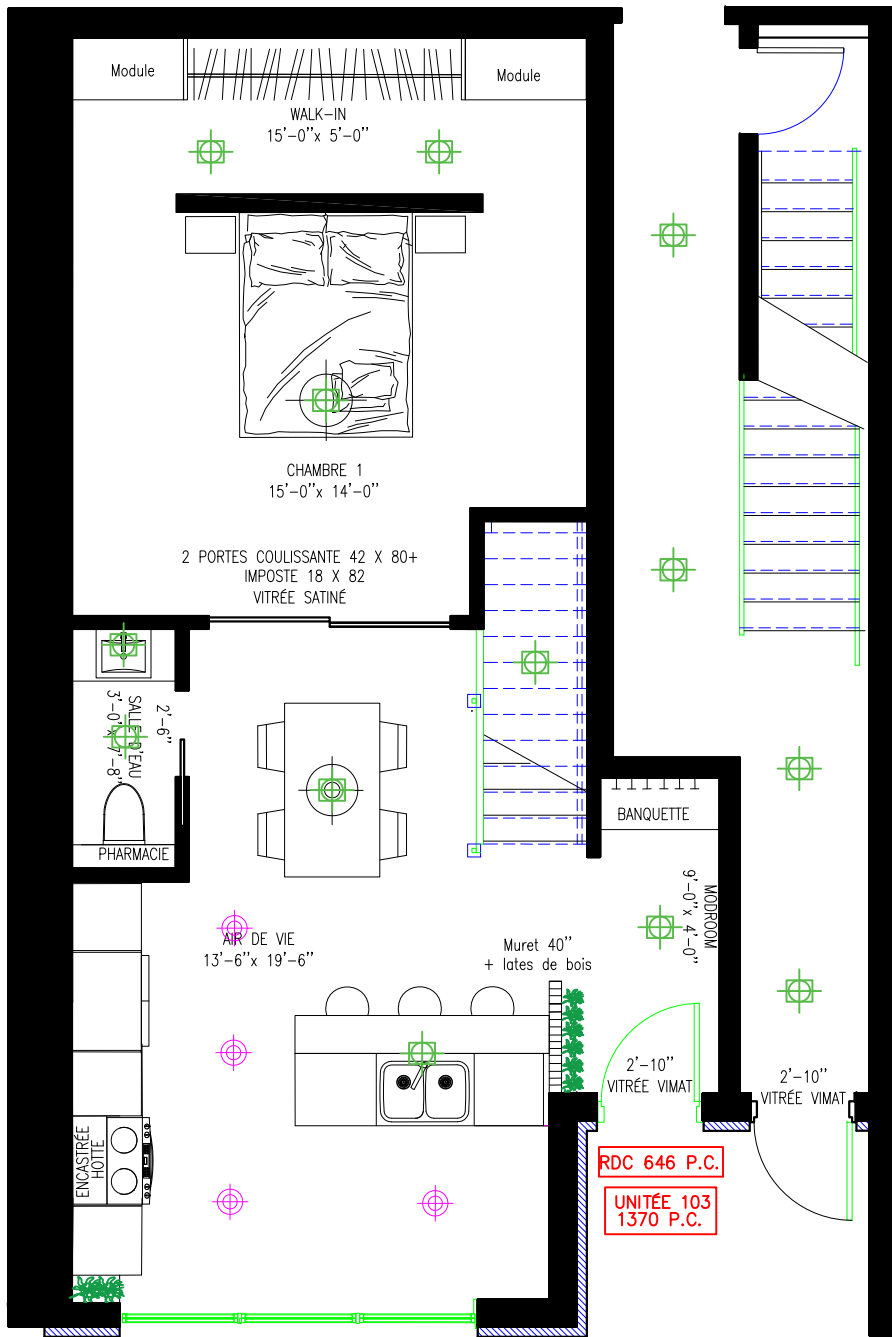 Module
Module
WALK-IN
15'-0"x 5'-0"
CHAMBRE 1
15'-0"x 14'-0"
2 PORTES COULISSANTE 42 X 80+
IMPOSTE 18 X 82
VITRÉE SATINÉ
2'-6"
SALLE D'EAU
3'-0"x 7'-8"
PHARMACIE
BANQUETTE
MODROOM
9'-0"x 4'-0"
AIR DE VIE
13'-6"x 19'-6"
Muret 40"
+ lates de bois
2'-10"
VITRÉE VIMAT
2'-10"
VITRÉE VIMAT
ENCASTRÉE
HOTTE
RDC 646 P.C.
UNITÉE 103
1370 P.C.